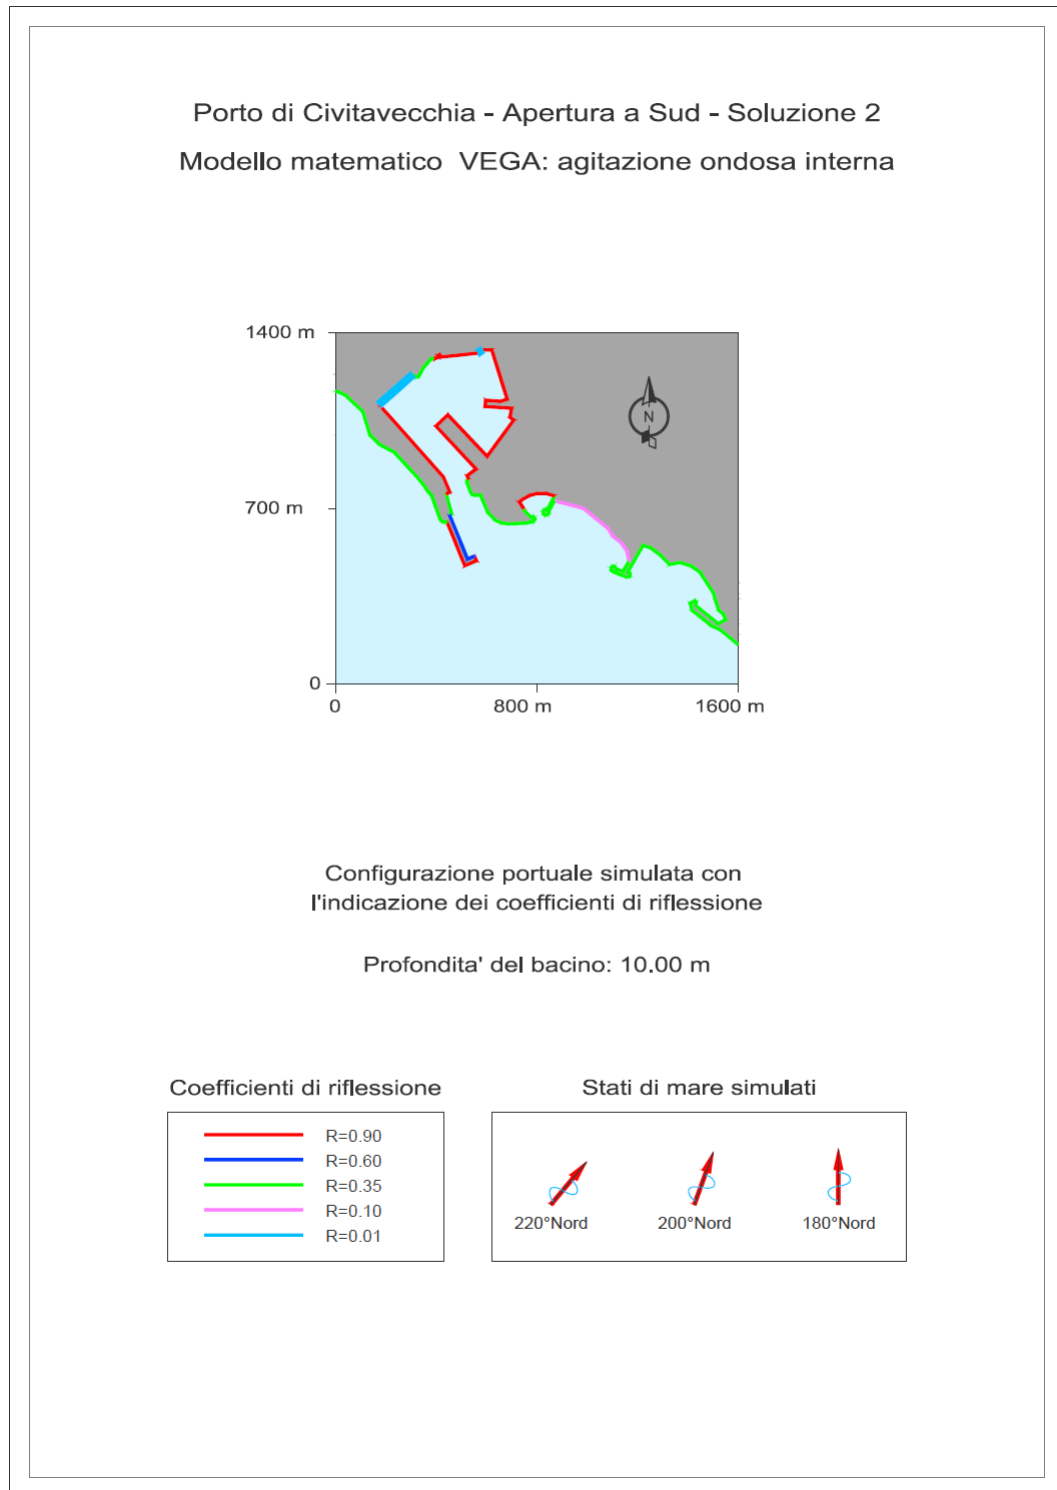 Porto di Civitavecchia - Apertura a Sud - Soluzione 2
Modello matematico VEGA: agitazione ondosa interna
1400 m
N
700 m
0
0
800 m
1600 m
Configurazione portuale simulata con
l'indicazione dei coefficienti di riflessione
Profondita' del bacino: 10.00 m
Coefficienti di riflessione
R=0.90
R=0.60
R=0.35
R=0.10
R=0.01
Stati di mare simulati
220°Nord
200°Nord
180°Nord